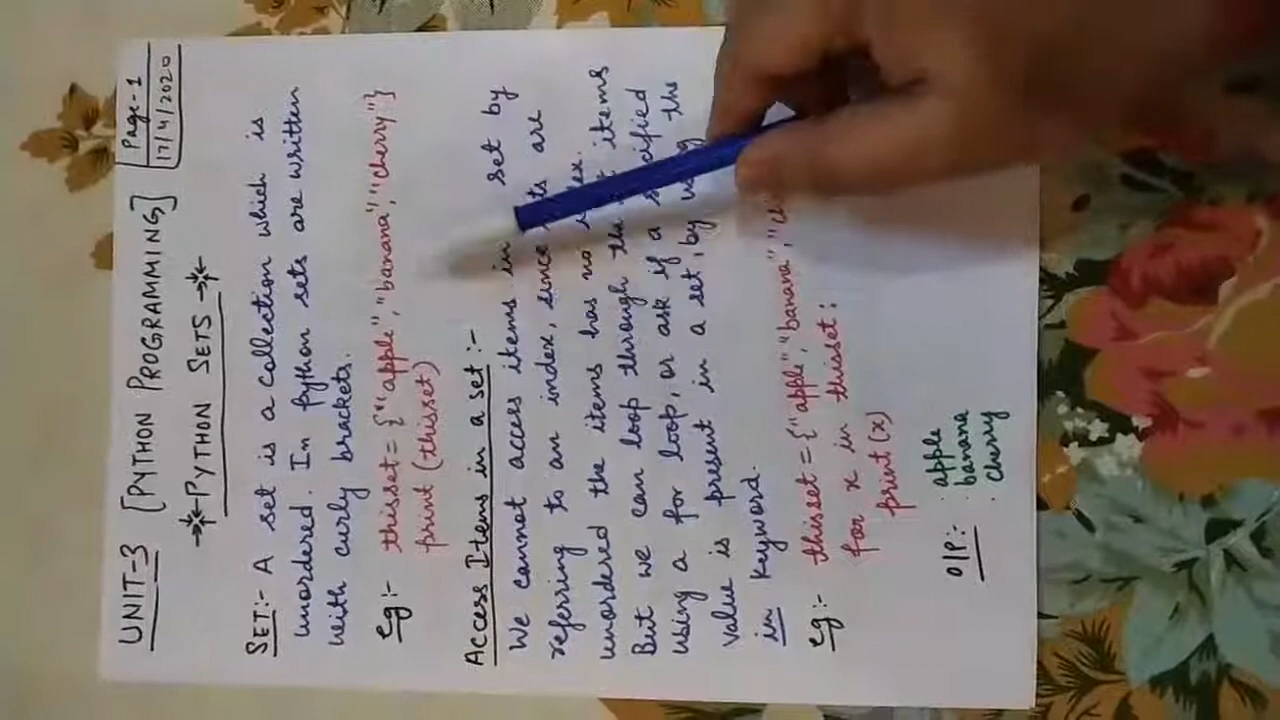 UNIT-3 [PYTHON PROGRAMMING]
Page-1
17/4/2020
PYTHON SETS
SET:- A set is a collection which is
unordered. In Python sets are written
with curly brackets.
eg:- thisset = {"apple", "banana", "cherry"}
print (thisset)
Access Items in a set:-
We cannot access items in set by
referring to an index, since are
unordered the items has no
But we can loop through the items
using a for loop, or ask if a specified
value is present in a set, by the
in keyword.
eg:- thisset = {"apple", "banana",
for x in thisset:
print (x)
O/P:- apple
banana
cherry